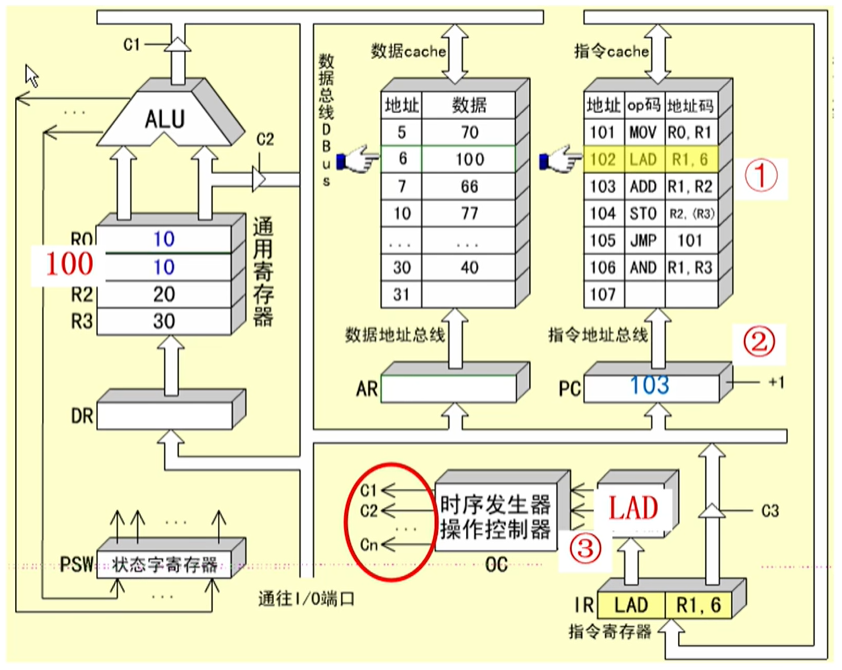 C1
数据cache
指令cache
数据总线DBus
ALU
C2
地址 数据
5 70
6 100
7 66
10 77
... ...
30 40
31
地址 op码 地址码
101 MOV R0, R1
102 LAD R1, 6
103 ADD R1, R2
104 STO R2, (R3)
105 JMP 101
106 AND R1, R3
107
①
...
通用寄存器
R0 10
100 10
R2 20
R3 30
数据地址总线
指令地址总线
②
AR
PC 103 +1
DR
C1
C2
...
Cn
时序发生器
操作控制器
OC
LAD
③
C3
...
PSW 状态字寄存器
...
通往I/O端口
IR LAD R1, 6
指令寄存器